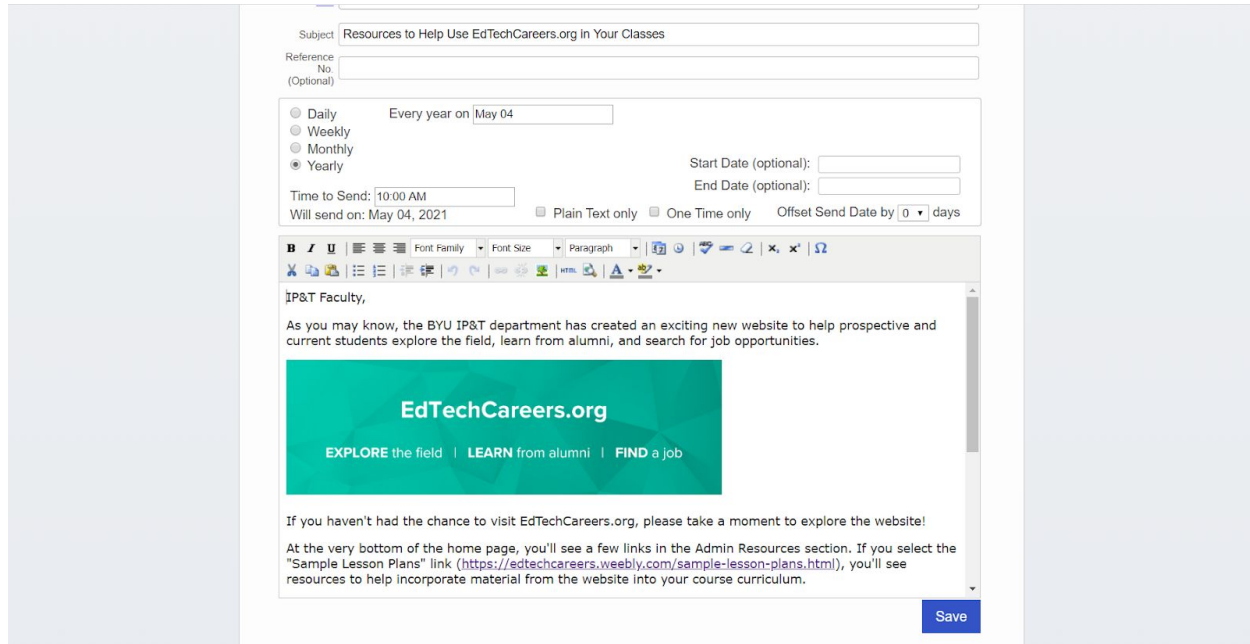 Subject Resources to Help Use EdTechCareers.org in Your Classes
Reference
No.
(Optional)
Daily Every year on May 04
Weekly
Monthly
Yearly Start Date (optional):
End Date (optional):
Time to Send: 10:00 AM
Will send on: May 04, 2021 Plain Text only One Time only Offset Send Date by 0 days
B I U Font Family Font Size Paragraph ABC x, x² Ω
HTML A ab
IP&T Faculty,
As you may know, the BYU IP&T department has created an exciting new website to help prospective and
current students explore the field, learn from alumni, and search for job opportunities.
EdTechCareers.org
EXPLORE the field | LEARN from alumni | FIND a job
If you haven't had the chance to visit EdTechCareers.org, please take a moment to explore the website!
At the very bottom of the home page, you'll see a few links in the Admin Resources section. If you select the
"Sample Lesson Plans" link (https://edtechcareers.weebly.com/sample-lesson-plans.html), you'll see
resources to help incorporate material from the website into your course curriculum.
Save